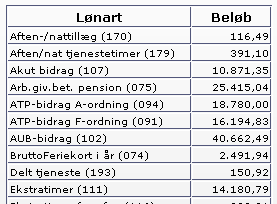 Lønart Beløb
Aften-/nattillæg (170) 116,49
Aften/nat tjenestetimer (179) 391,10
Akut bidrag (107) 10.871,35
Arb.giv.bet. pension (075) 25.415,04
ATP-bidrag A-ordning (094) 18.780,00
ATP-bidrag F-ordning (091) 16.194,83
AUB-bidrag (102) 40.662,49
BruttoFeriekort i år (074) 2.491,94
Delt tjeneste (193) 150,92
Ekstratimer (111) 14.180,79